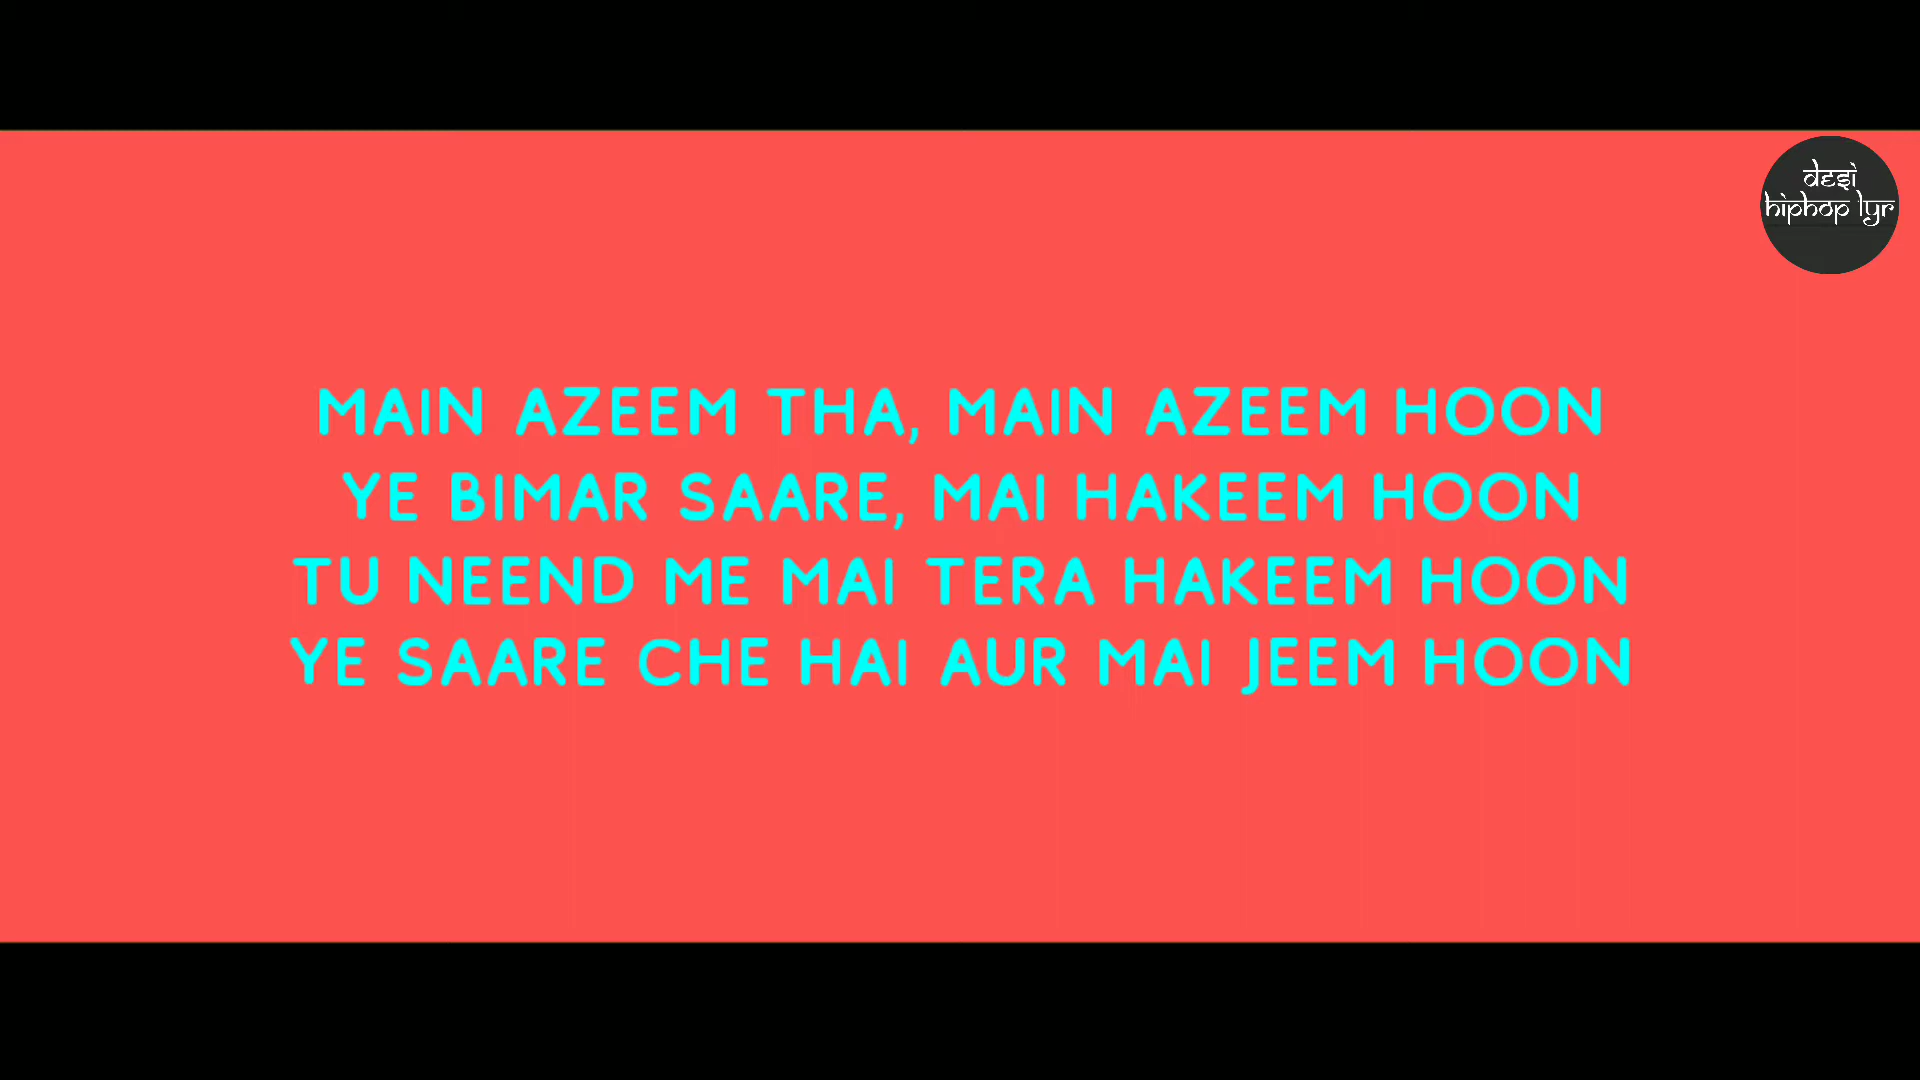 desi
hiphop lyr
MAIN AZEEM THA, MAIN AZEEM HOON
YE BIMAR SAARE, MAI HAKEEM HOON
TU NEEND ME MAI TERA HAKEEM HOON
YE SAARE CHE HAI AUR MAI JEEM HOON